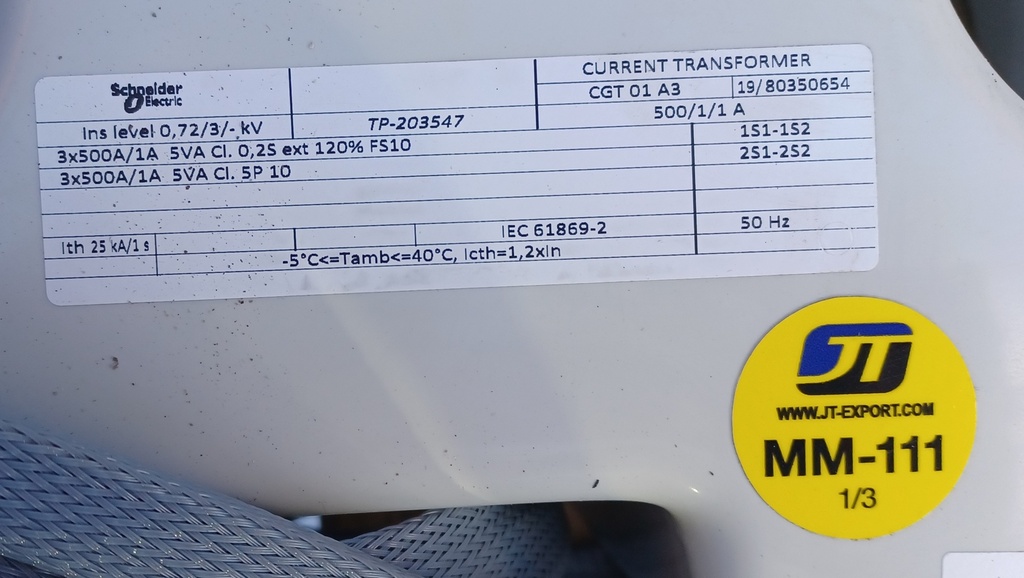 Schneider
Electric
CURRENT TRANSFORMER
CGT 01 A3 19/80350654
Ins level 0,72/3/- kV TP-203547 500/1/1 A
3x500A/1A 5VA Cl. 0,2S ext 120% FS10 1S1-1S2
3x500A/1A 5VA Cl. 5P 10 2S1-2S2
Ith 25 kA/1 s IEC 61869-2 50 Hz
-5°C<=Tamb<=40°C, Icth=1,2xIn
JT
WWW.JT-EXPORT.COM
MM-111
1/3